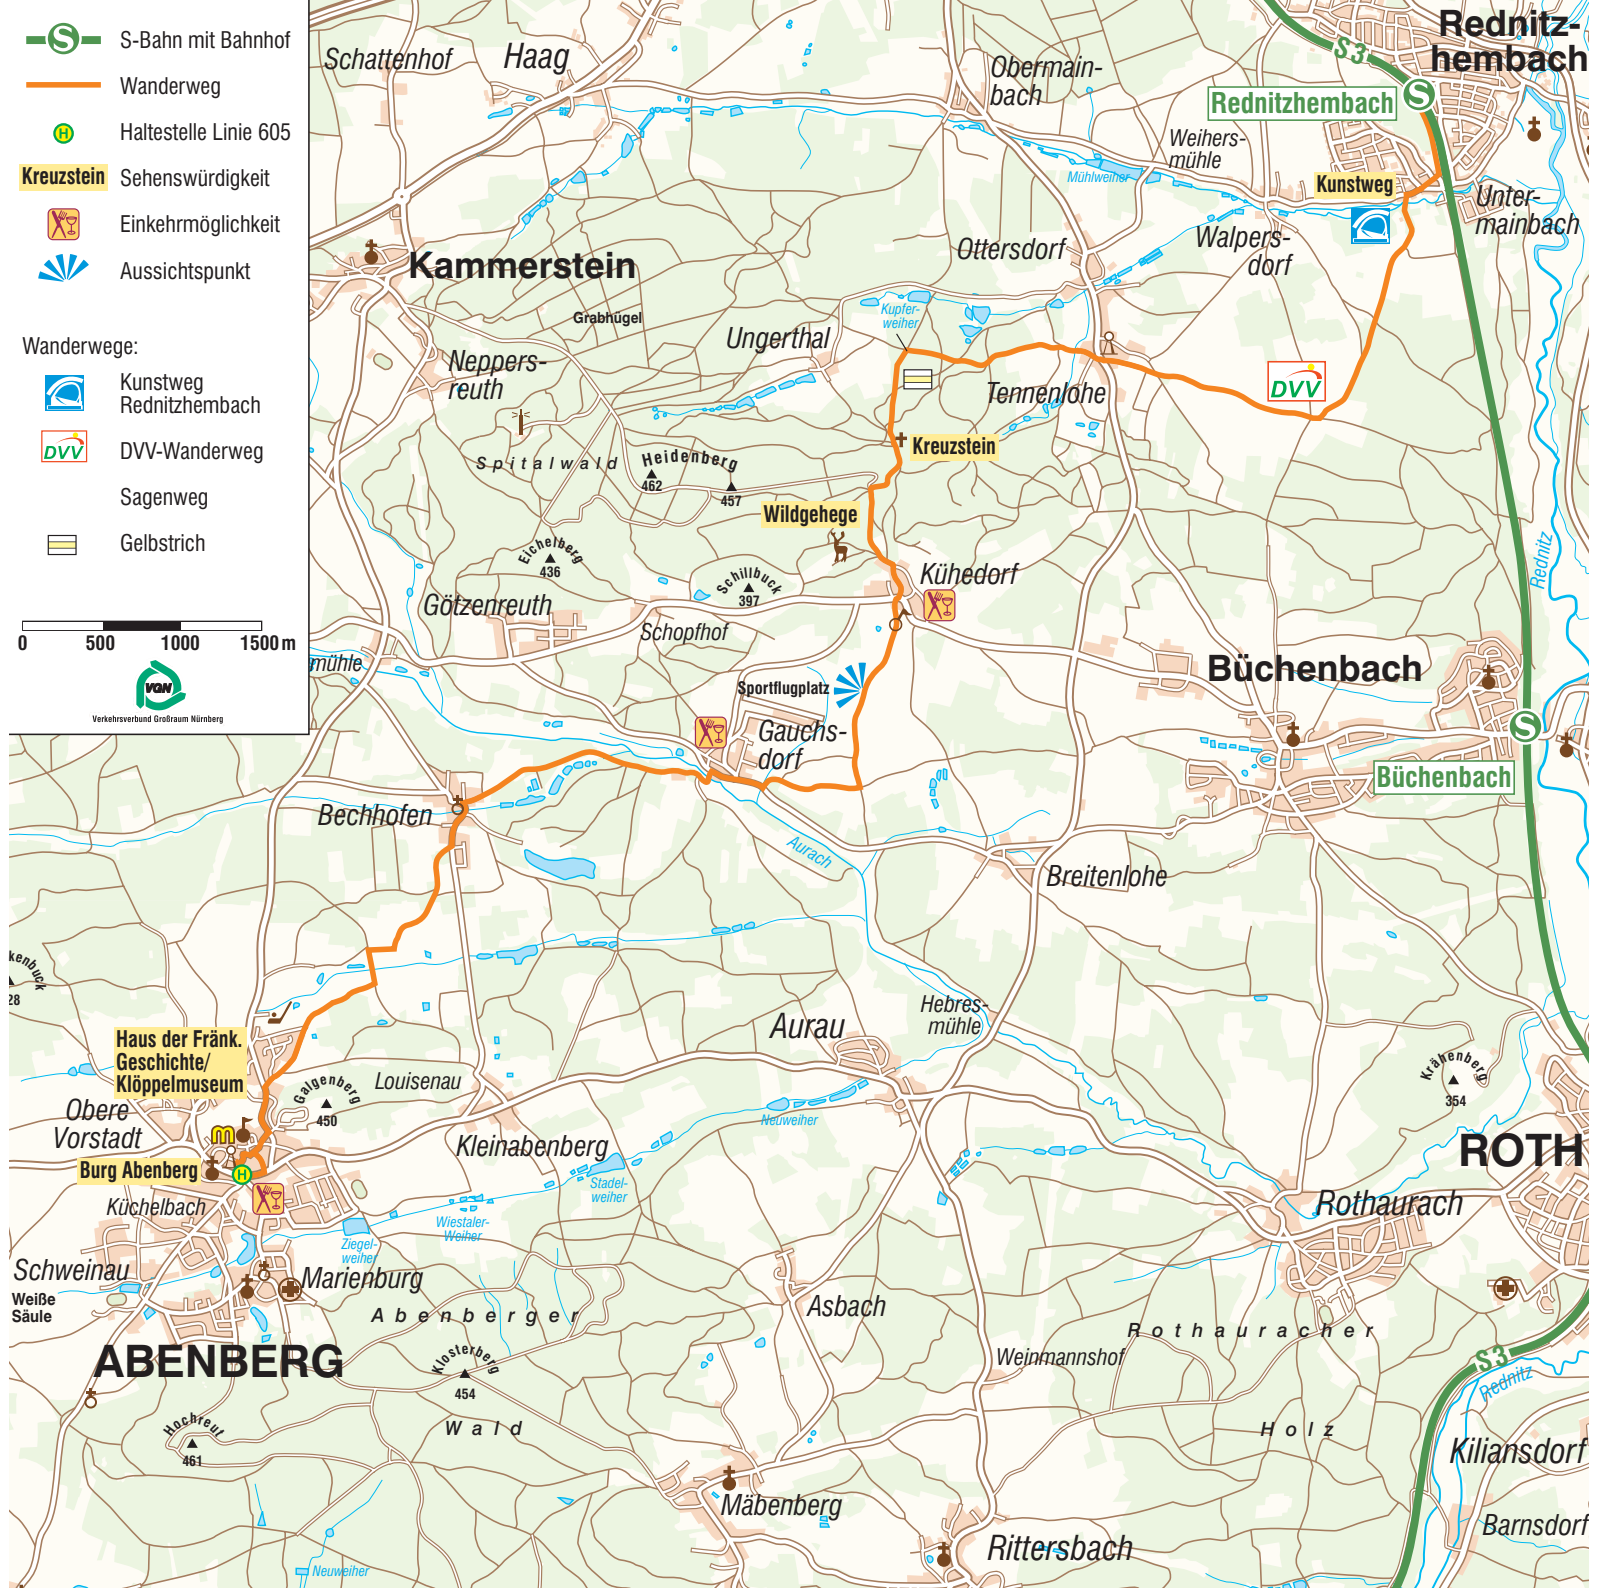 S
S-Bahn mit Bahnhof
Wanderweg
H
Haltestelle Linie 605
Kreuzstein
Sehenswürdigkeit
Einkehrmöglichkeit
Aussichtspunkt
Wanderwege:
Kunstweg
Rednitzhembach
DVV
DVV-Wanderweg
Sagenweg
Gelbstrich
0 500 1000 1500 m
VGN
Verkehrsverbund Großraum Nürnberg
Schattenhof
Haag
Obermain-
bach
Rednitz-
hembach
S3
S
Rednitzhembach
Weihers-
mühle
Mühlweiher
Kunstweg
Unter-
mainbach
Walpers-
dorf
Ottersdorf
Kammerstein
Grabhügel
Kupfer-
weiher
Ungerthal
Neppers-
reuth
Tennenlohe
DVV
Kreuzstein
Spitalwald
Heidenberg
462
457
Wildgehege
Eichelberg
436
Schillbuck
397
Kühedorf
Rednitz
Götzenreuth
Schopfhof
mühle
Büchenbach
Sportflugplatz
Gauchs-
dorf
S
Büchenbach
Bechhofen
Aurach
Breitenlohe
kenbuck
28
Hebres-
mühle
Aurau
Haus der Fränk.
Geschichte/
Klöppelmuseum
Galgenberg
450
Louisenau
Krähenberg
354
Obere
Vorstadt
Neuweiher
Kleinabenberg
ROTH
Burg Abenberg
H
Stadel-
weiher
Küchelbach
Wiestaler-
Weiher
Rothaurach
Ziegel-
weiher
Schweinau
Weiße
Säule
Marienburg
Abenberger
Asbach
Rothauracher
ABENBERG
Klosterberg
454
Weinmannshof
S3
Rednitz
Hochreut
461
Wald
Holz
Kiliansdorf
Mäbenberg
Barnsdorf
Rittersbach
Neuweiher